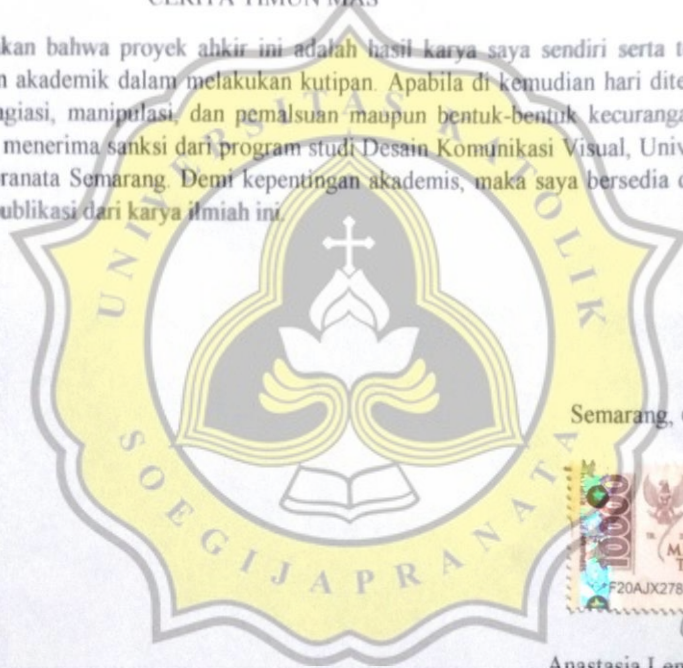 CERITA TIMUN MAS
kan bahwa proyek ahkir ini adalah hasil karya saya sendiri serta t
akademik dalam melakukan kutipan. Apabila di kemudian hari dite
giasi, manipulasi, dan pemalsuan maupun bentuk-bentuk kecuranga
menerima sanksi dari program studi Desain Komunikasi Visual, Univ
ranata Semarang. Demi kepentingan akademis, maka saya bersedia
ublikasi dari karya ilmiah ini.
UNIVERSITAS KATOLIK
SOEGIJAPRANATA
Semarang,
10000
F20AJX278
Anastasia